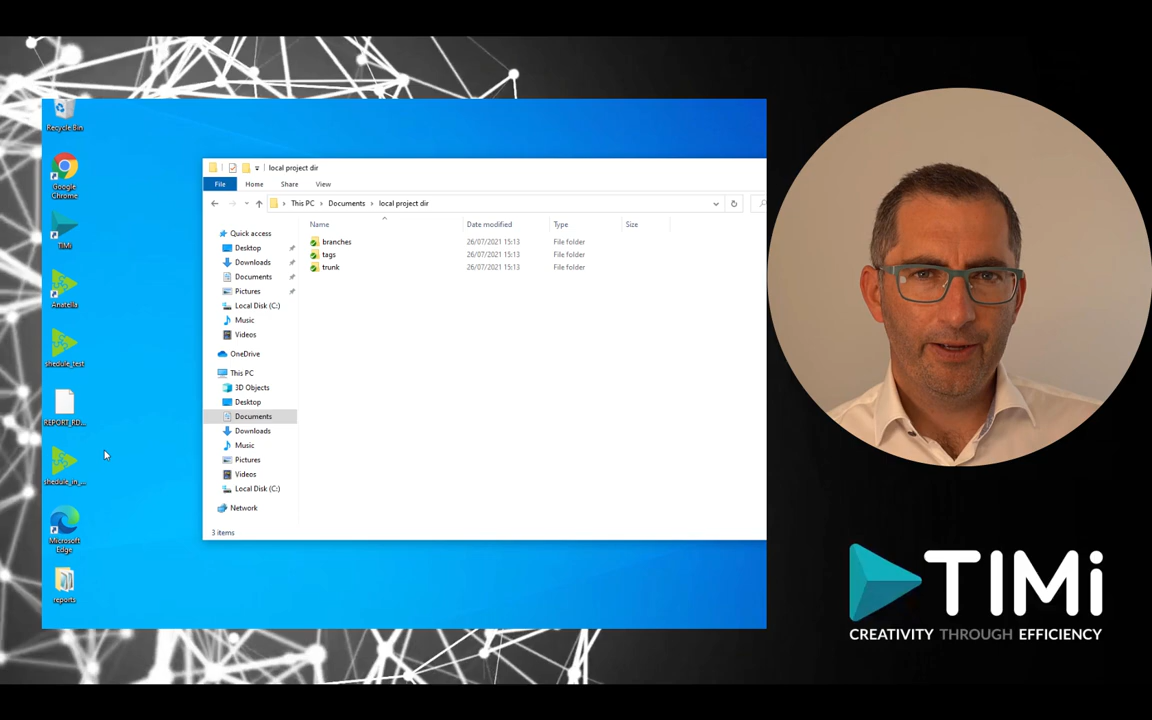 Recycle Bin
Google
Chrome
TIMi
Anatella
shedule_test
REPORT_RD...
shedule_in_...
Microsoft
Edge
reports
local project dir
File
Home
Share
View
This PC
Documents
local project dir
Name
Date modified
Type
Size
branches
26/07/2021 15:13
File folder
tags
26/07/2021 15:13
File folder
trunk
26/07/2021 15:13
File folder
Quick access
Desktop
Downloads
Documents
Pictures
Local Disk (C:)
Music
Videos
OneDrive
This PC
3D Objects
Desktop
Documents
Downloads
Music
Pictures
Videos
Local Disk (C:)
Network
3 items
TIMi
CREATIVITY THROUGH EFFICIENCY